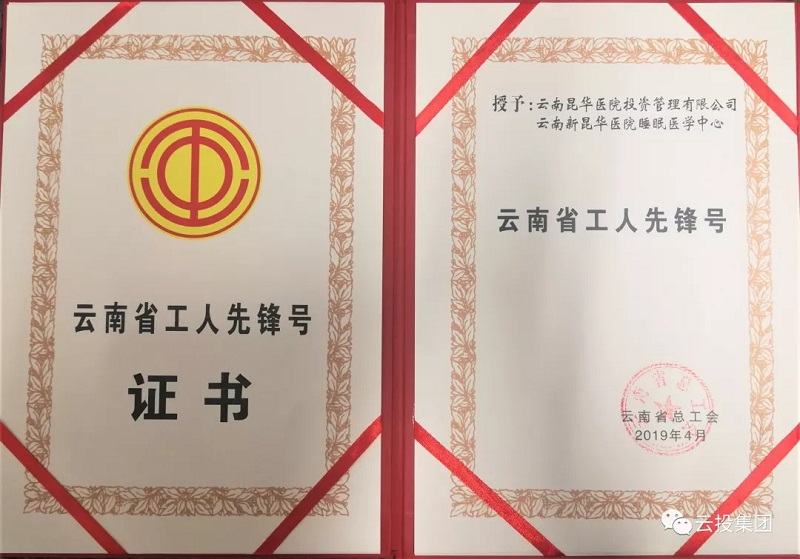 云南省工人先锋号
证书
授予:云南昆华医院投资管理有限公司
云南新昆华医院睡眠医学中心
云南省工人先锋号
云南省总工会
2019年4月
云投集团